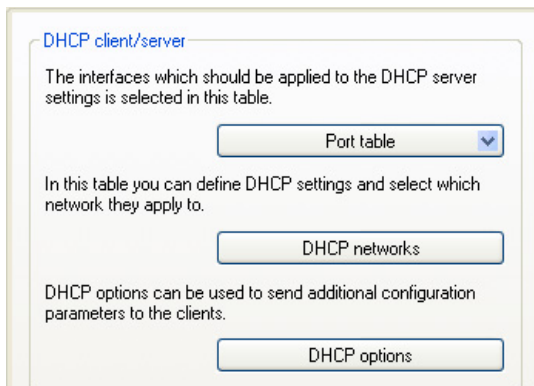 DHCP client/server
The interfaces which should be applied to the DHCP server
settings is selected in this table.
Port table
In this table you can define DHCP settings and select which
network they apply to.
DHCP networks
DHCP options can be used to send additional configuration
parameters to the clients.
DHCP options